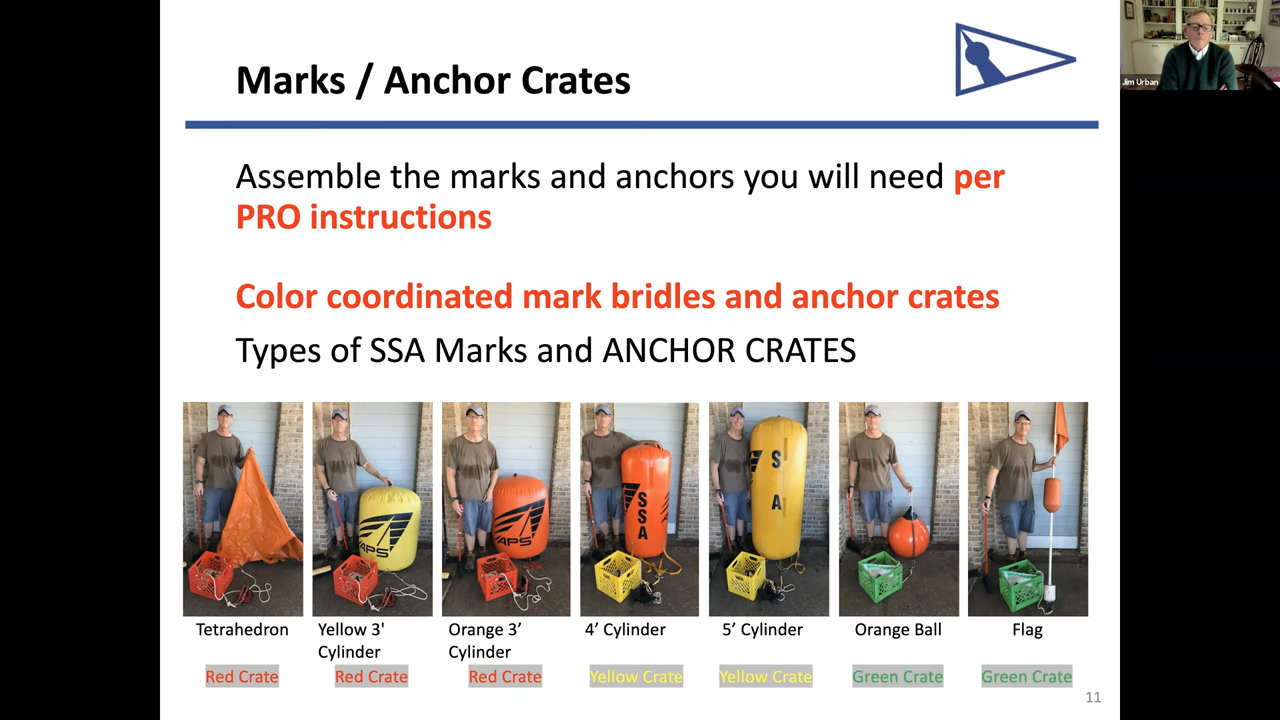 Marks / Anchor Crates
Jim Urban
Assemble the marks and anchors you will need per
PRO instructions
Color coordinated mark bridles and anchor crates
Types of SSA Marks and ANCHOR CRATES
APS
APS
SSA
S A
Tetrahedron
Yellow 3'
Cylinder
Orange 3’
Cylinder
4’ Cylinder
5’ Cylinder
Orange Ball
Flag
Red Crate
Red Crate
Red Crate
Yellow Crate
Yellow Crate
Green Crate
Green Crate
11